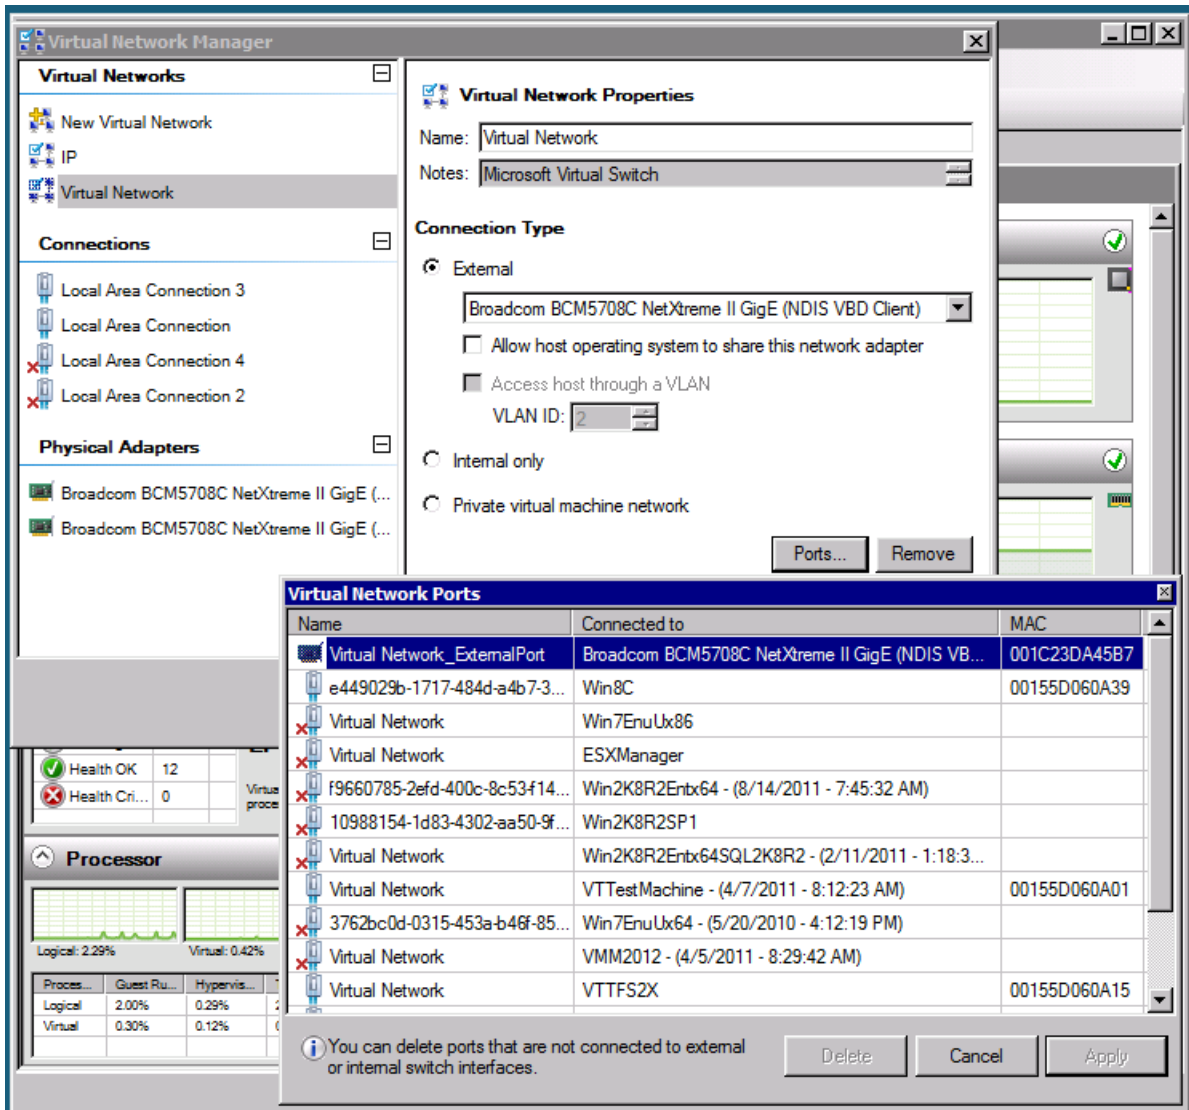 Virtual Network Manager
Virtual Networks
New Virtual Network
IP
Virtual Network
Connections
Local Area Connection 3
Local Area Connection
Local Area Connection 4
Local Area Connection 2
Physical Adapters
Broadcom BCM5708C NetXtreme II GigE (...
Broadcom BCM5708C NetXtreme II GigE (...
Virtual Network Properties
Name: Virtual Network
Notes: Microsoft Virtual Switch
Connection Type
External
Broadcom BCM5708C NetXtreme II GigE (NDIS VBD Client)
Allow host operating system to share this network adapter
Access host through a VLAN
VLAN ID: 2
Internal only
Private virtual machine network
Ports... Remove
Virtual Network Ports
Name Connected to MAC
Virtual Network_ExternalPort Broadcom BCM5708C NetXtreme II GigE (NDIS VB... 001C23DA45B7
e449029b-1717-484d-a4b7-3... Win8C 00155D060A39
Virtual Network Win7EnuUx86
Virtual Network ESXManager
f9660785-2efd-400c-8c53-f14... Win2K8R2Entx64 - (8/14/2011 - 7:45:32 AM)
10988154-1d83-4302-aa50-9f... Win2K8R2SP1
Virtual Network Win2K8R2Entx64SQL2K8R2 - (2/11/2011 - 1:18:3...
Virtual Network VTTestMachine - (4/7/2011 - 8:12:23 AM) 00155D060A01
3762bc0d-0315-453a-b46f-85... Win7EnuUx64 - (5/20/2010 - 4:12:19 PM)
Virtual Network VMM2012 - (4/5/2011 - 8:29:42 AM)
Virtual Network VTTFS2X 00155D060A15
You can delete ports that are not connected to external
or internal switch interfaces.
Delete Cancel Apply
Health OK 12
Health Cri... 0
Virtua
proce
Processor
Logical: 2.29% Virtual: 0.42%
Proces... Guest Ru... Hypervis...
Logical 2.00% 0.29%
Virtual 0.30% 0.12%